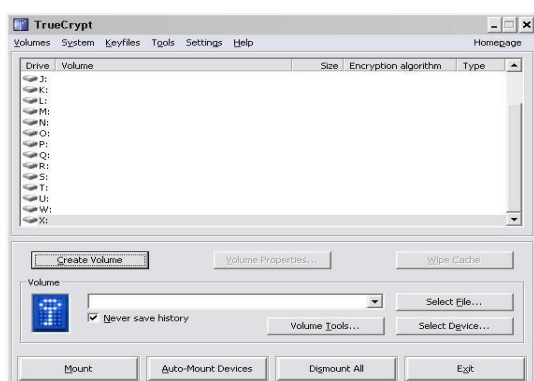 TrueCrypt
Volumes System Keyfiles Tools Settings Help Homepage
Drive Volume Size Encryption algorithm Type
J:
K:
L:
M:
N:
O:
P:
Q:
R:
S:
T:
U:
W:
X:
Create Volume Volume Properties... Wipe Cache
Volume
Never save history
Select File...
Volume Tools... Select Device...
Mount Auto-Mount Devices Dismount All Exit